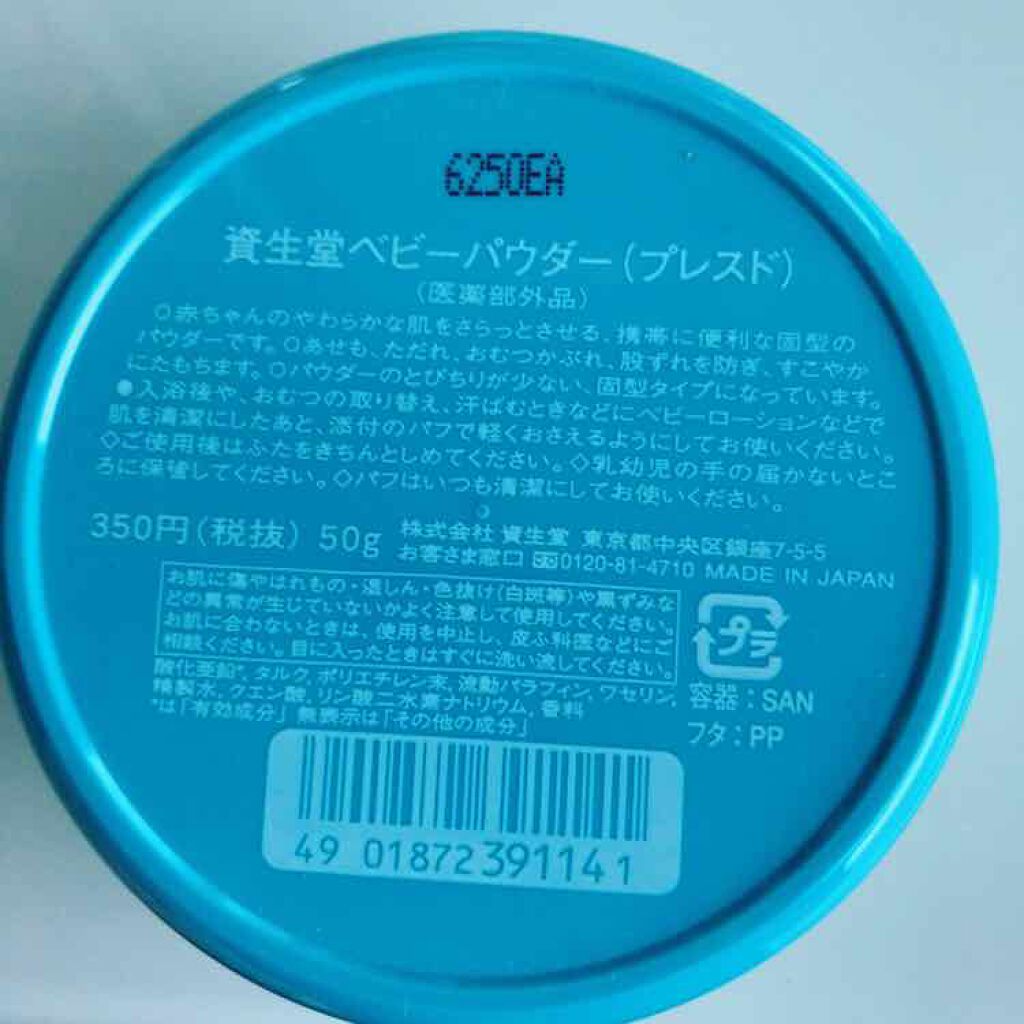 6250EA
資生堂ベビーパウダー(プレスド)
(医薬部外品)
○赤ちゃんのやわらかな肌をさらっとさせる、携帯に便利な固型の
パウダーです。○あせも、ただれ、おむつかぶれ、股ずれを防ぎ、すこやか
にたもちます。○パウダーのとびちりが少ない、固型タイプになっています。
●入浴後や、おむつの取り替え、汗ばむときなどにベビーローションなどで
肌を清潔にしたあと、添付のパフで軽くおさえるようにしてお使いください。
◇ご使用後はふたをきちんとしめてください。◇乳幼児の手の届かないとこ
ろに保管してください。◇パフはいつも清潔にしてお使いください。
350円(税抜) 50g 株式会社 資生堂 東京都中央区銀座7-5-5
お客さま窓口 0120-81-4710 MADE IN JAPAN
お肌に傷やはれもの・湿しん・色抜け(白斑等)や黒ずみな
どの異常が生じていないかよく注意して使用してください。
お肌に合わないときは、使用を中止し、皮ふ科医などにご
相談ください。目に入ったときはすぐに洗い流してください。
プラ
酸化亜鉛*, タルク, ポリエチレン末, 流動パラフィン, ワセリン,
精製水, クエン酸, リン酸二水素ナトリウム, 香料
*は「有効成分」無表示は「その他の成分」
容器:SAN
フタ:PP
49 01872 391141